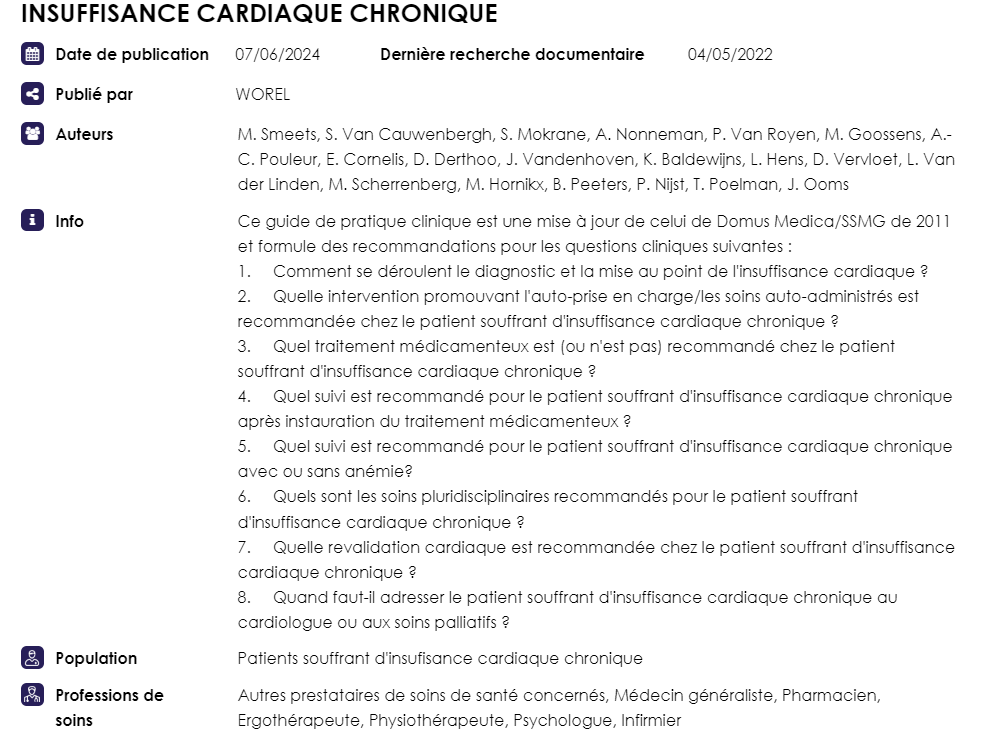 INSUFFISANCE CARDIAQUE CHRONIQUE
Date de publication 07/06/2024 Dernière recherche documentaire 04/05/2022
Publié par WOREL
Auteurs M. Smeets, S. Van Cauwenbergh, S. Mokrane, A. Nonneman, P. Van Royen, M. Goossens, A.-
C. Pouleur, E. Cornelis, D. Derthoo, J. Vandenhoven, K. Baldewijns, L. Hens, D. Vervloet, L. Van
der Linden, M. Scherrenberg, M. Hornikx, B. Peeters, P. Nijst, T. Poelman, J. Ooms
Info Ce guide de pratique clinique est une mise à jour de celui de Domus Medica/SSMG de 2011
et formule des recommandations pour les questions cliniques suivantes :
1. Comment se déroulent le diagnostic et la mise au point de l'insuffisance cardiaque ?
2. Quelle intervention promouvant l'auto-prise en charge/les soins auto-administrés est
recommandée chez le patient souffrant d'insuffisance cardiaque chronique ?
3. Quel traitement médicamenteux est (ou n'est pas) recommandé chez le patient
souffrant d'insuffisance cardiaque chronique ?
4. Quel suivi est recommandé pour le patient souffrant d'insuffisance cardiaque chronique
après instauration du traitement médicamenteux ?
5. Quel suivi est recommandé pour le patient souffrant d'insuffisance cardiaque chronique
avec ou sans anémie?
6. Quels sont les soins pluridisciplinaires recommandés pour le patient souffrant
d'insuffisance cardiaque chronique ?
7. Quelle revalidation cardiaque est recommandée chez le patient souffrant d'insuffisance
cardiaque chronique ?
8. Quand faut-il adresser le patient souffrant d'insuffisance cardiaque chronique au
cardiologue ou aux soins palliatifs ?
Population Patients souffrant d'insufisance cardiaque chronique
Professions de Autres prestataires de soins de santé concernés, Médecin généraliste, Pharmacien,
soins Ergothérapeute, Physiothérapeute, Psychologue, Infirmier